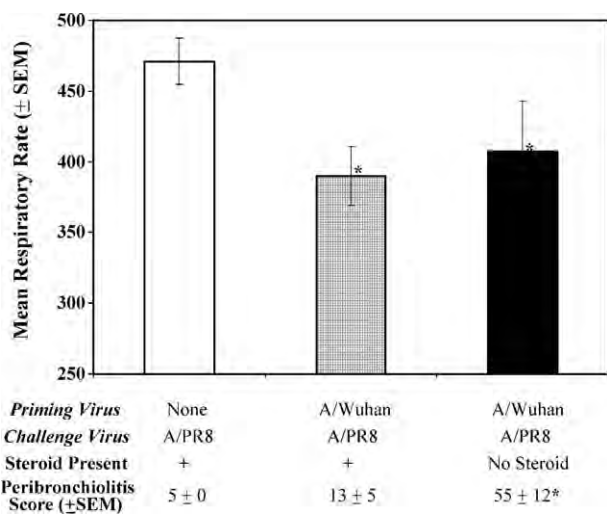 500
450
400
350
300
250
Mean Respiratory Rate (± SEM)
*
*
Priming Virus None A/Wuhan A/Wuhan
Challenge Virus A/PR8 A/PR8 A/PR8
Steroid Present + + No Steroid
Peribronchiolitis
Score (±SEM) 5 ± 0 13 ± 5 55 ± 12*